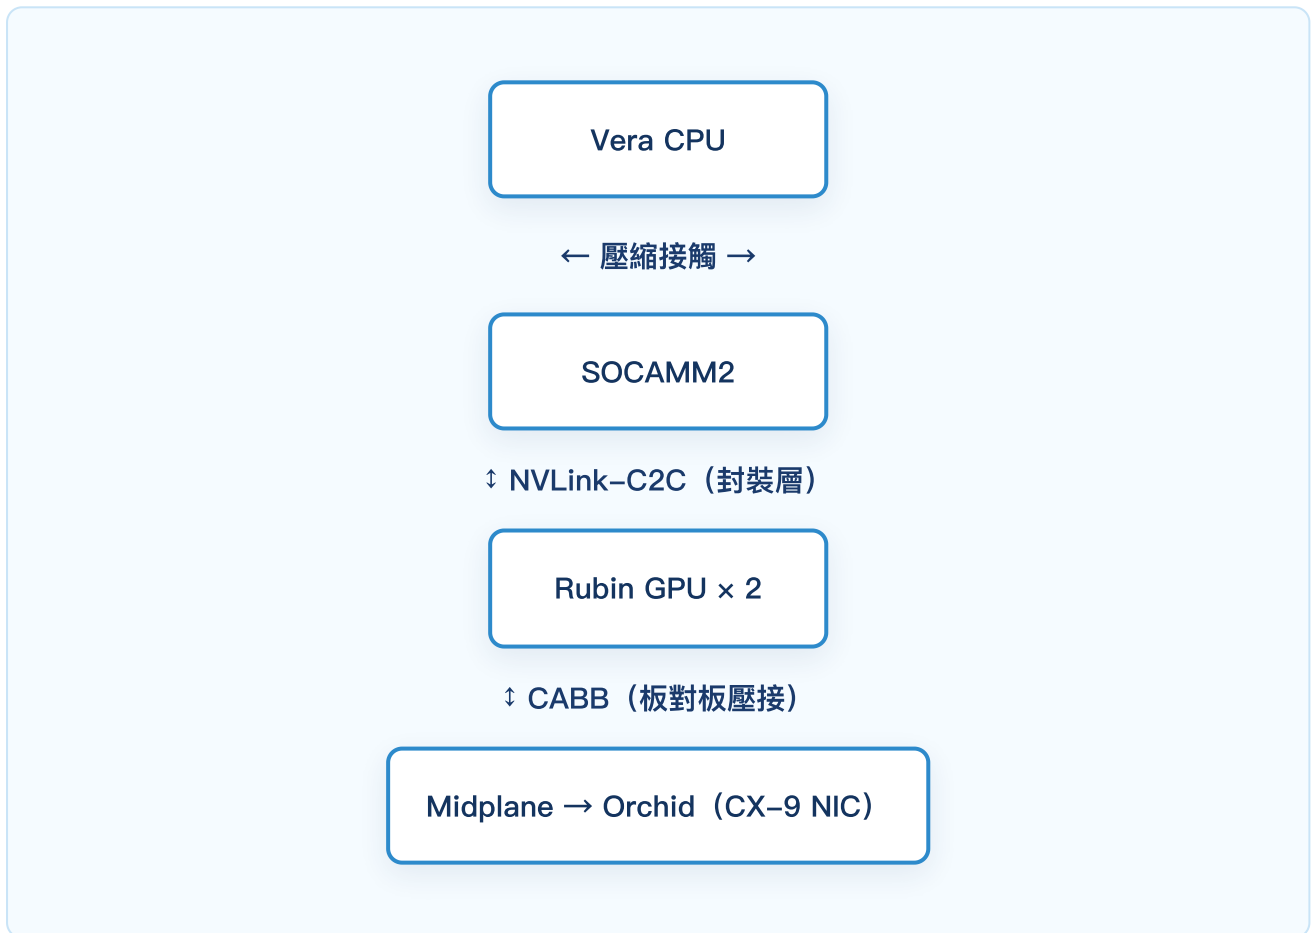 Vera CPU
← 壓縮接觸 →
SOCAMM2
↕ NVLink-C2C（封裝層）
Rubin GPU × 2
↕ CABB（板對板壓接）
Midplane → Orchid（CX-9 NIC）